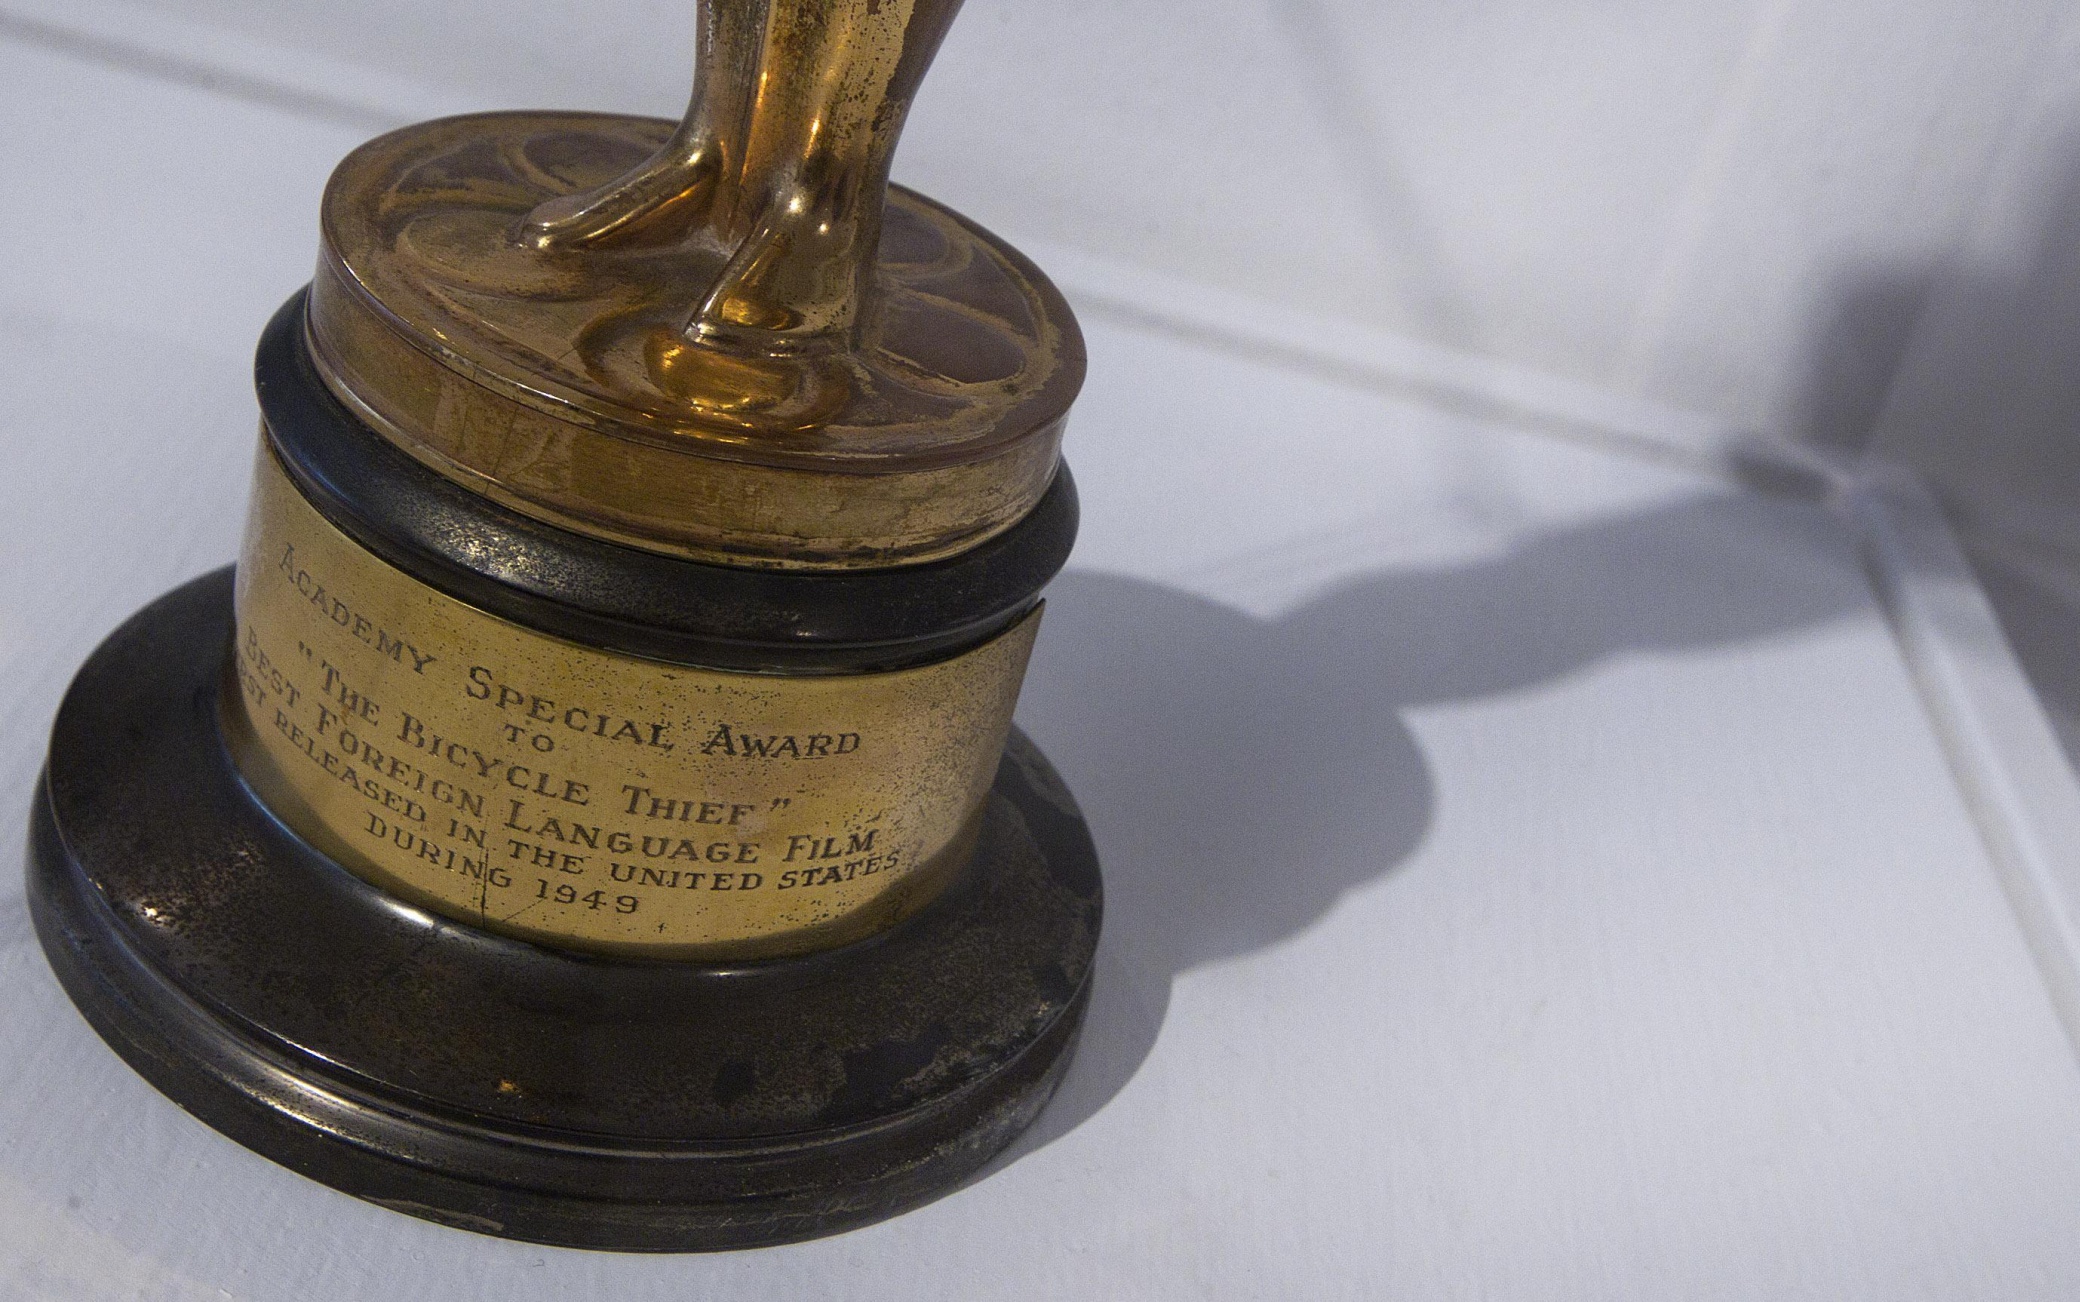 ACADEMY SPECIAL AWARD
TO
"THE BICYCLE THIEF"
BEST FOREIGN LANGUAGE FILM
RELEASED IN THE UNITED STATES
DURING 1949